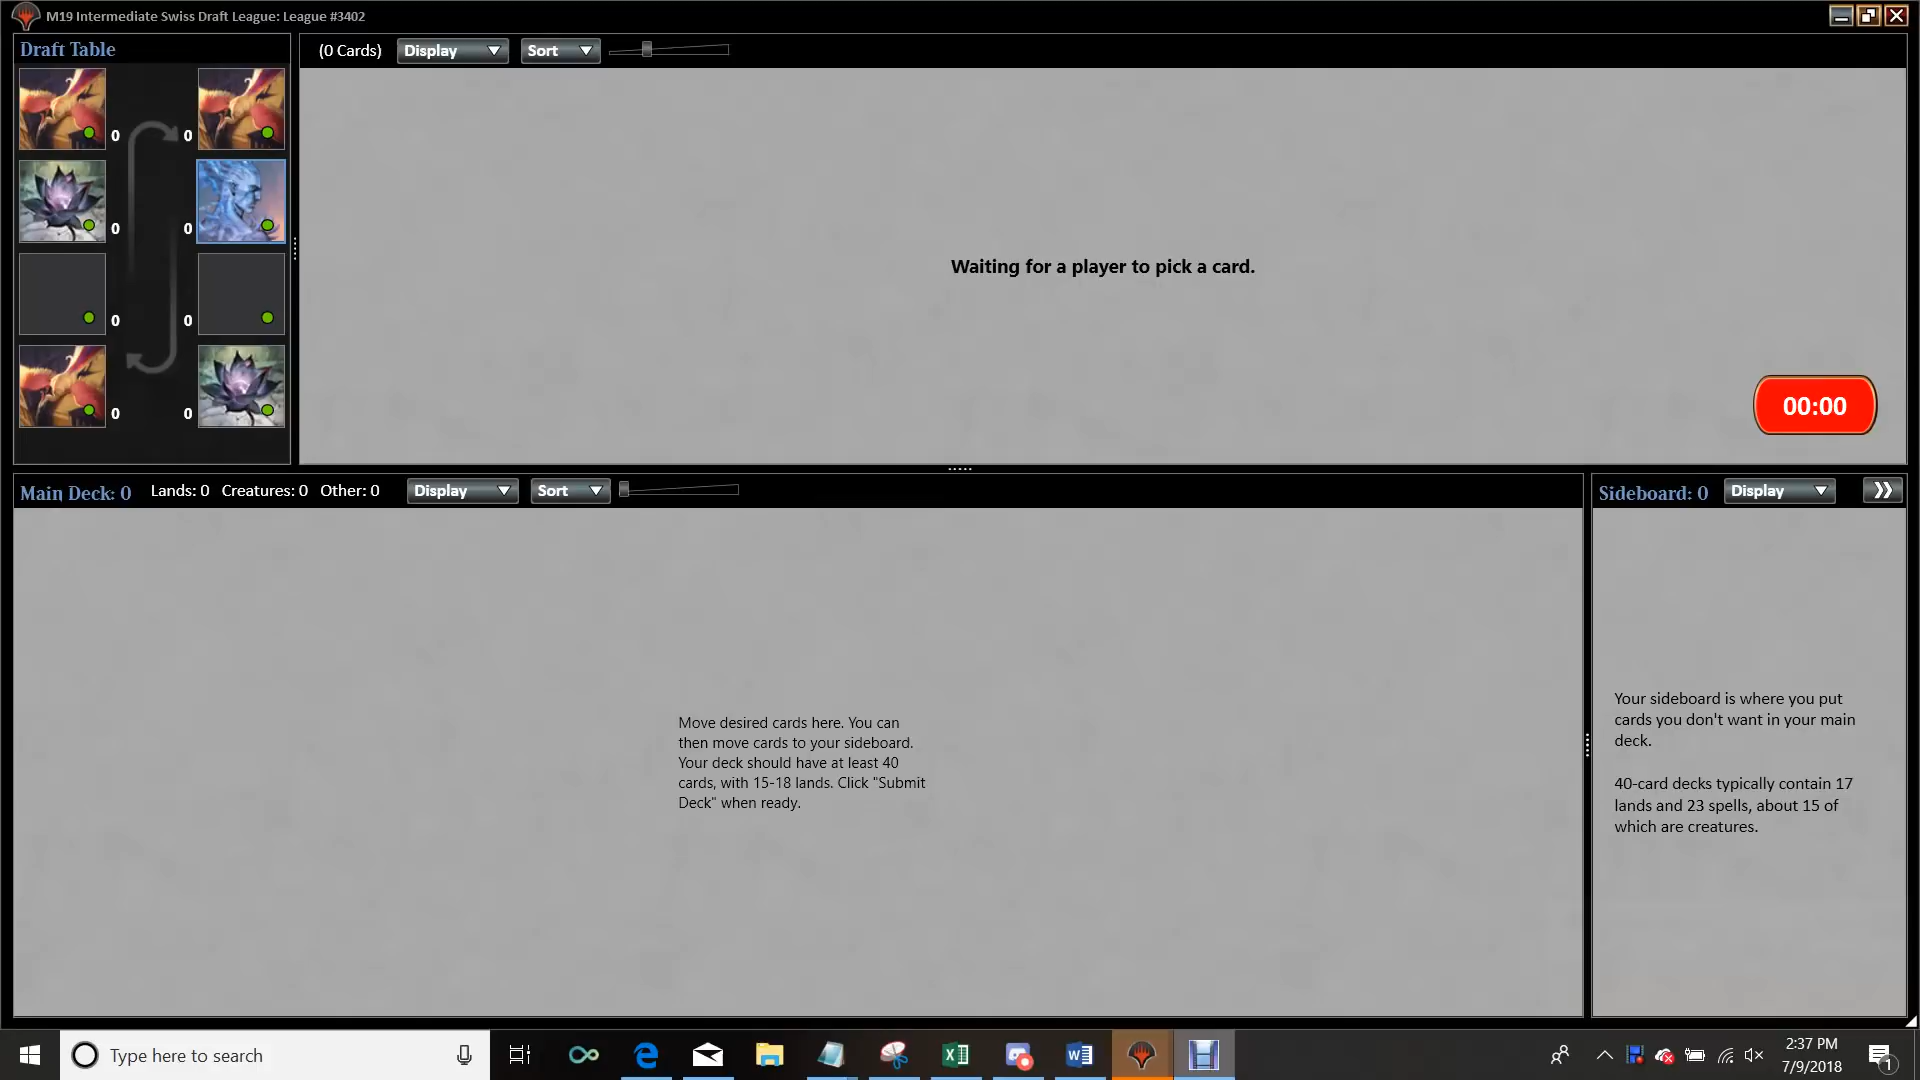 M19 Intermediate Swiss Draft League: League #3402
Draft Table
(0 Cards) Display Sort
0 0
0 0
0 0
0 0
Waiting for a player to pick a card.
00:00
Main Deck: 0 Lands: 0 Creatures: 0 Other: 0 Display Sort
Sideboard: 0 Display
Move desired cards here. You can
then move cards to your sideboard.
Your deck should have at least 40
cards, with 15-18 lands. Click "Submit
Deck" when ready.
Your sideboard is where you put
cards you don't want in your main
deck.
40-card decks typically contain 17
lands and 23 spells, about 15 of
which are creatures.
Type here to search
2:37 PM
7/9/2018
1